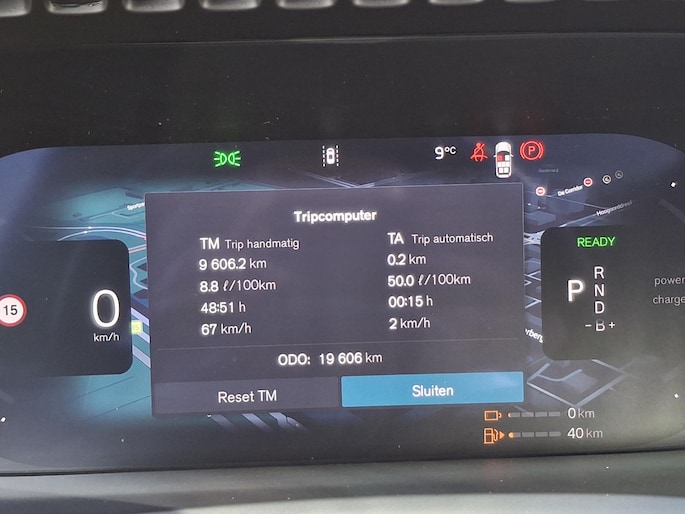 9°C
P
Die Corridor
Tripcomputer
TM Trip handmatig
9 606.2 km
8.8 ℓ/100km
48:51 h
67 km/h
TA Trip automatisch
0.2 km
50.0 ℓ/100km
00:15 h
2 km/h
ODO: 19 606 km
Reset TM
Sluiten
15
0
km/h
READY
P
R
N
D
-B+
power
charge
0 km
40 km